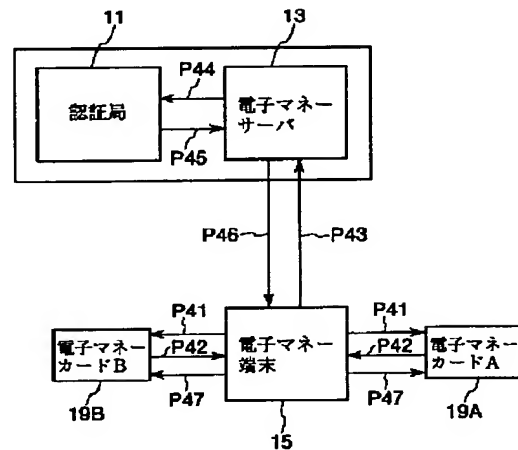 11
13
P44
認証局
電子マネー
サーバ
P45
P46
P43
P41
P41
電子マネー
カードB
P42
電子マネー
端末
P42
電子マネー
カードA
19B
P47
P47
19A
15